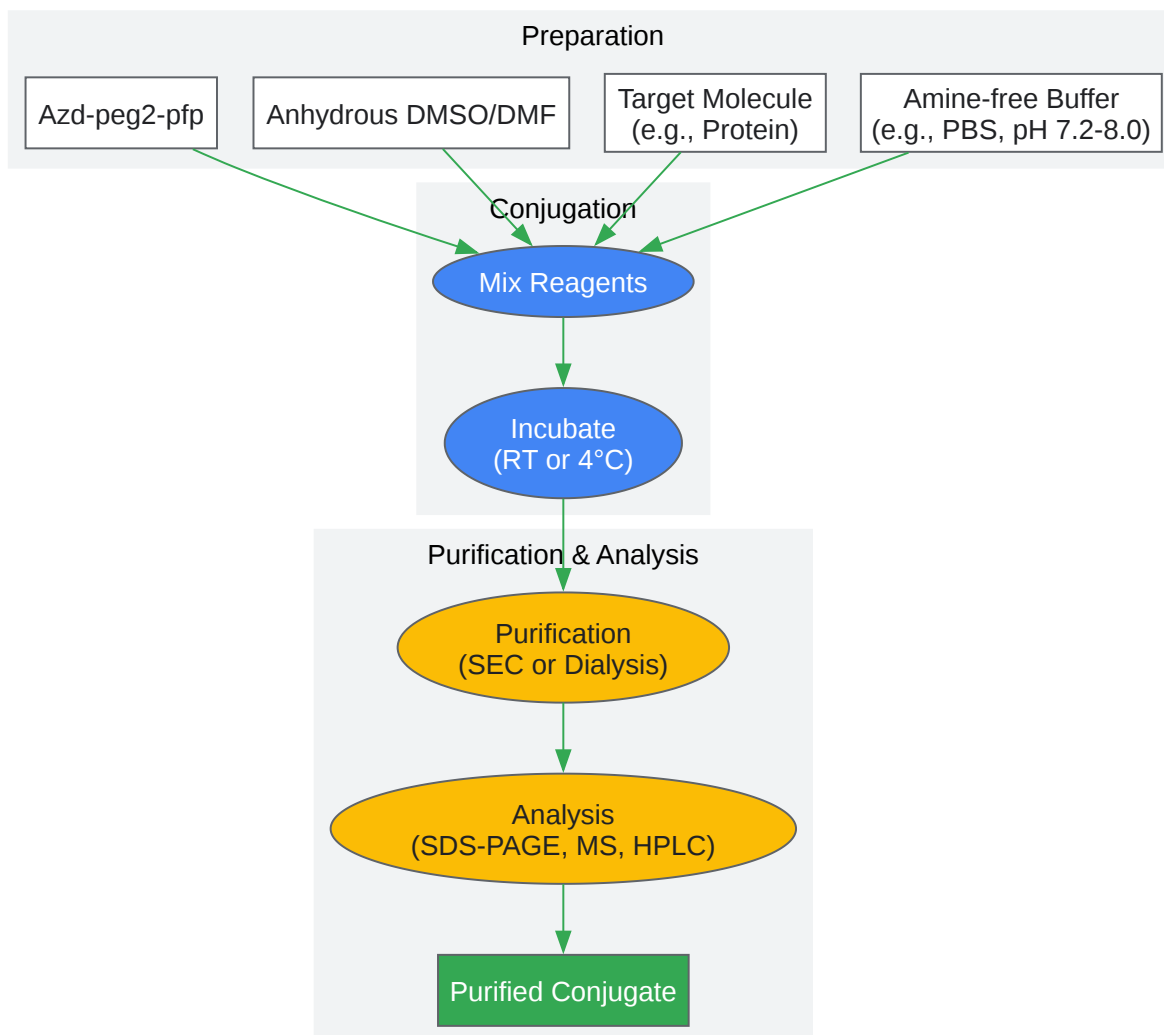 Preparation
Azd-peg2-pfp
Anhydrous DMSO/DMF
Target Molecule
(e.g., Protein)
Amine-free Buffer
(e.g., PBS, pH 7.2-8.0)
Conjugation
Mix Reagents
Incubate
(RT or 4°C)
Purification & Analysis
Purification
(SEC or Dialysis)
Analysis
(SDS-PAGE, MS, HPLC)
Purified Conjugate